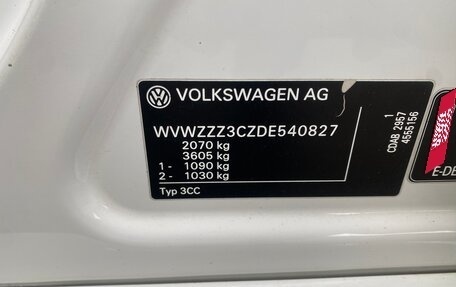 VOLKSWAGEN AG
WVWZZZ3CZDE540827
2070 kg
3605 kg
1 - 1090 kg
2 - 1030 kg
Typ 3CC
1
CDAB 2957
4555156
E-DE